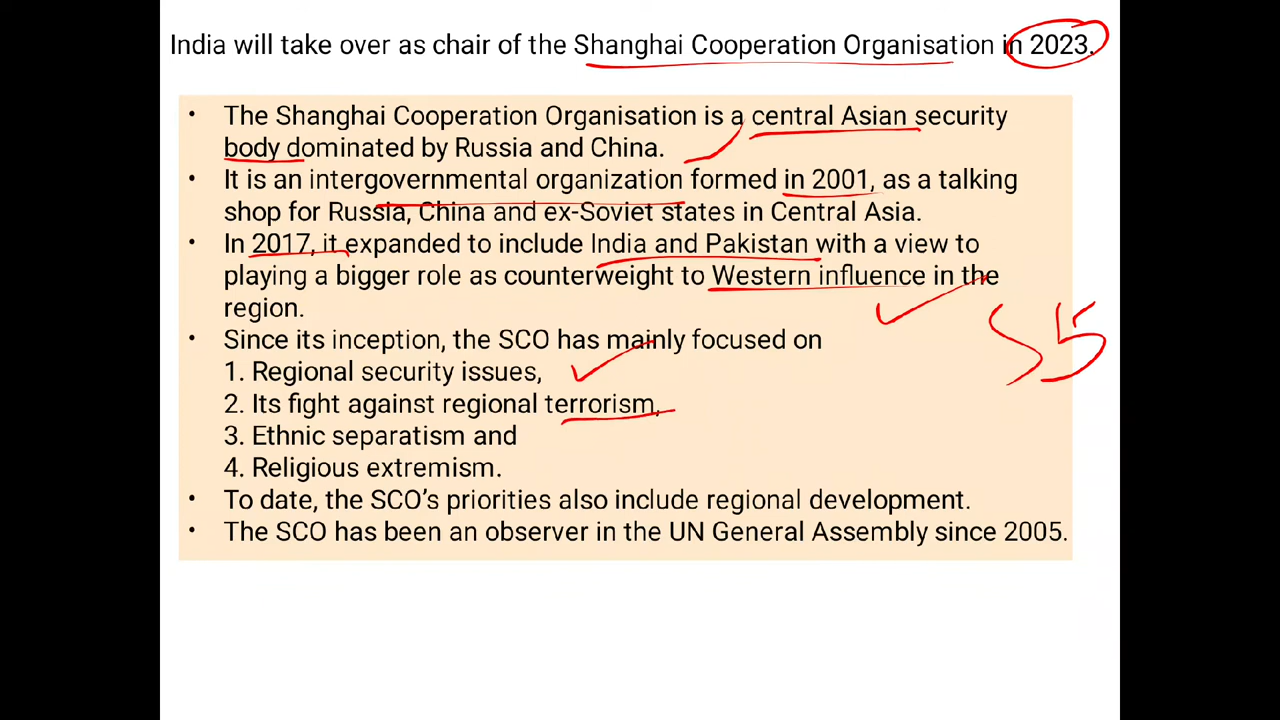 India will take over as chair of the Shanghai Cooperation Organisation in 2023.
• The Shanghai Cooperation Organisation is a central Asian security
body dominated by Russia and China.
• It is an intergovernmental organization formed in 2001, as a talking
shop for Russia, China and ex-Soviet states in Central Asia.
• In 2017, it expanded to include India and Pakistan with a view to
playing a bigger role as counterweight to Western influence in the
region.
• Since its inception, the SCO has mainly focused on
1. Regional security issues,
2. Its fight against regional terrorism,
3. Ethnic separatism and
4. Religious extremism.
• To date, the SCO’s priorities also include regional development.
• The SCO has been an observer in the UN General Assembly since 2005.